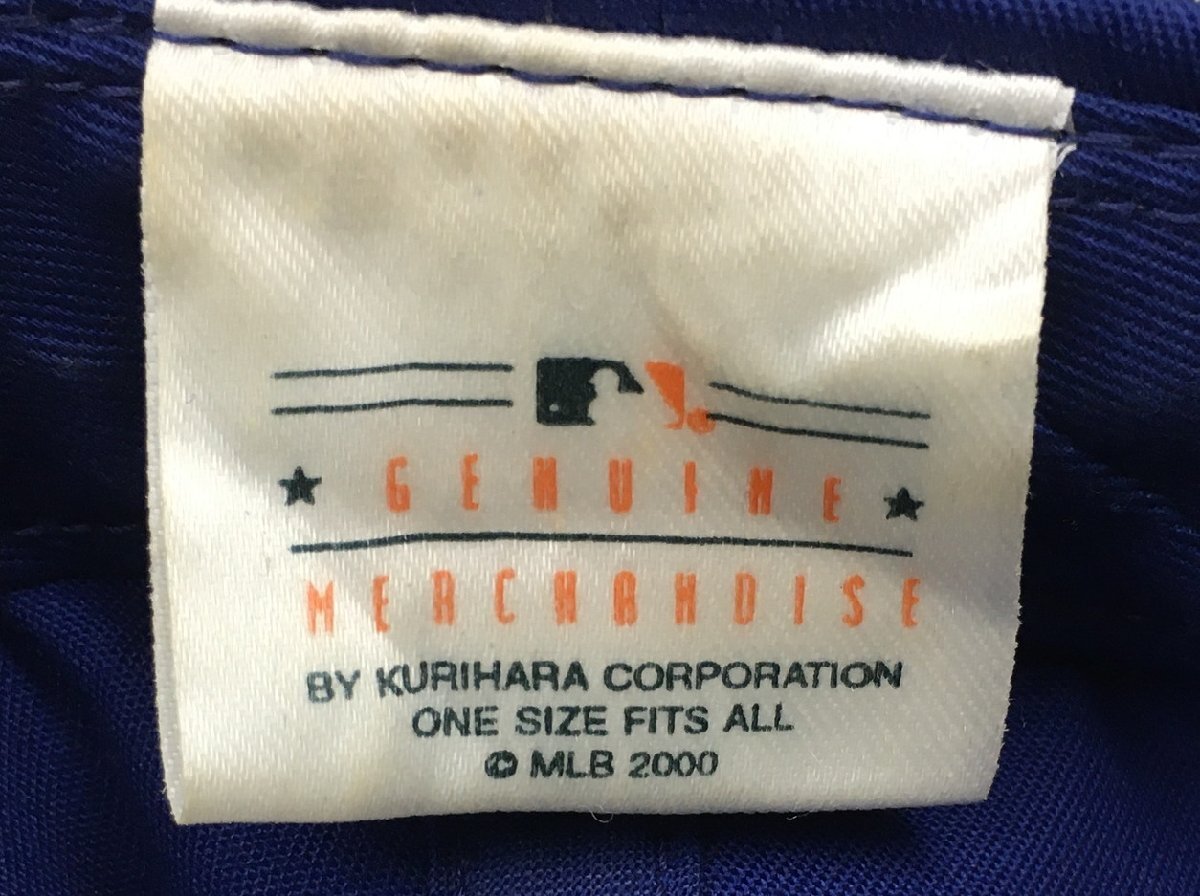 GENUINE
MERCHANDISE
BY KURIHARA CORPORATION
ONE SIZE FITS ALL
© MLB 2000